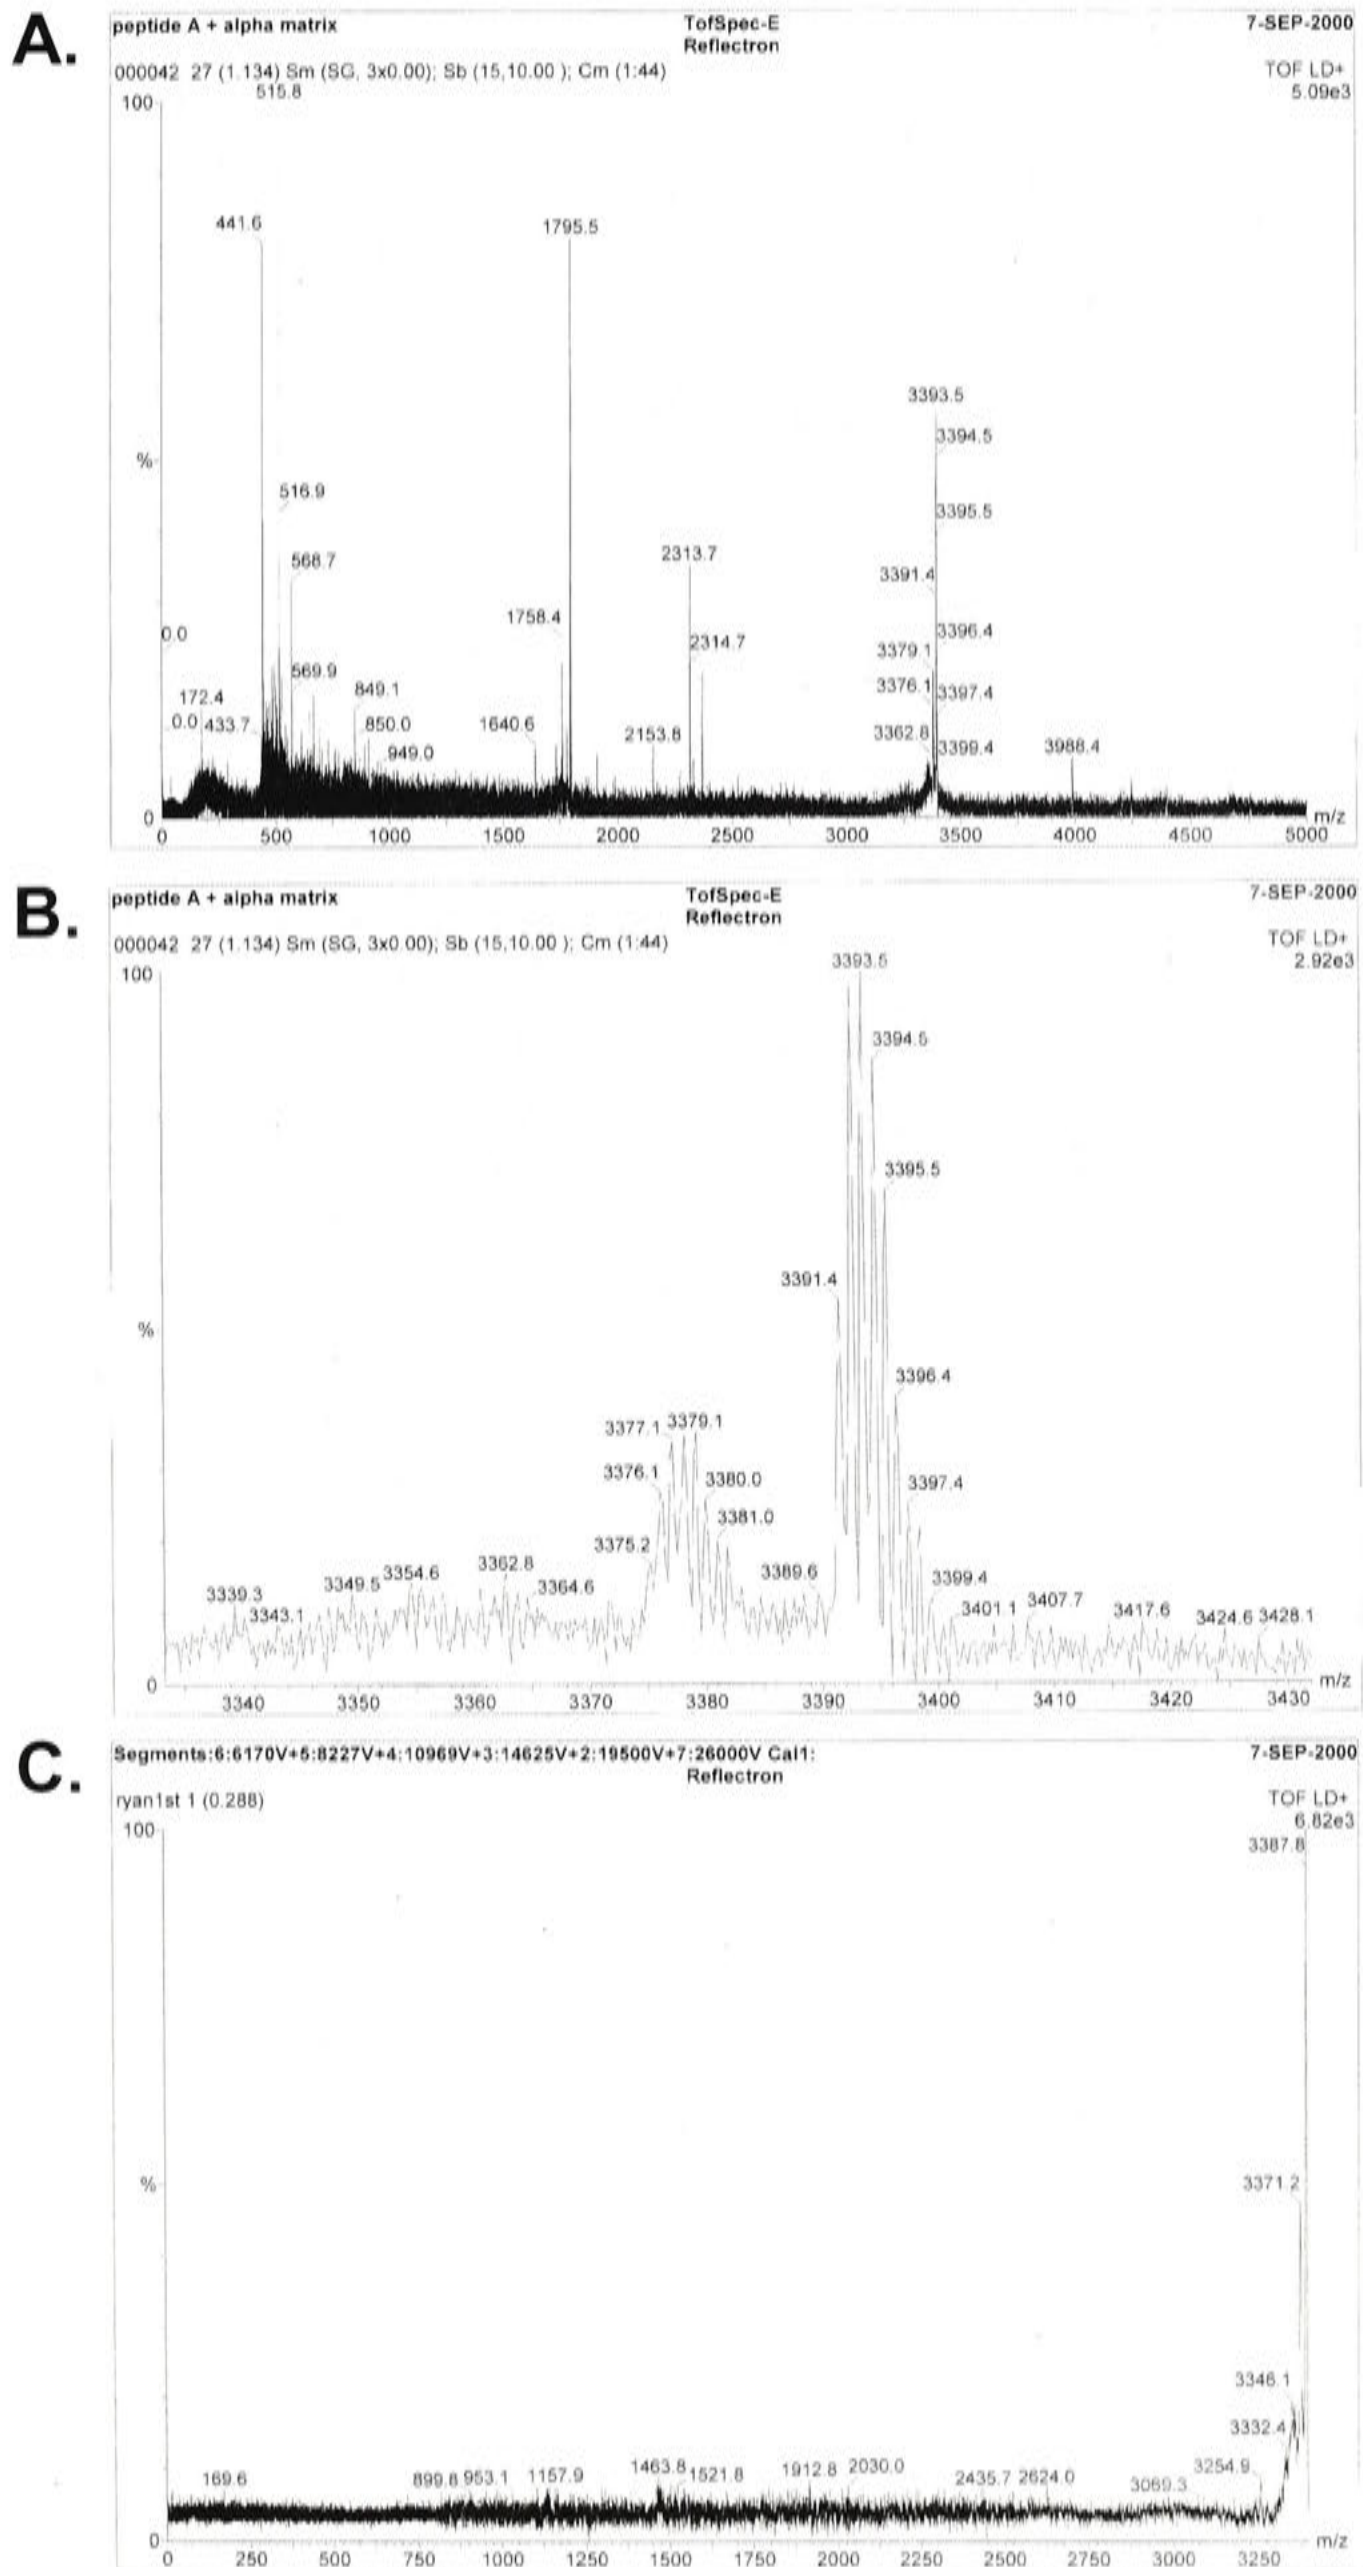 A.
peptide A + alpha matrix TofSpec-E 7-SEP-2000
Reflectron
000042 27 (1.134) Sm (SG, 3x0.00); Sb (15,10.00 ); Cm (1:44) TOF LD+
515.8 5.09e3
100
441.6 1795.5
3393.5
3394.5
%
516.9 3395.5
568.7 2313.7
3391.4
1758.4
0.0 2314.7 3396.4
3379.1
569.9
849.1 3376.1 3397.4
172.4
0.0 433.7 850.0 1640.6 2153.8 3362.8
949.0 3399.4 3988.4
0 m/z
0 500 1000 1500 2000 2500 3000 3500 4000 4500 5000
B.
peptide A + alpha matrix TofSpec-E 7-SEP-2000
Reflectron
000042 27 (1.134) Sm (SG, 3x0.00); Sb (15,10.00 ); Cm (1:44) TOF LD+
3393.5 2.92e3
100
3394.5
3395.5
3391.4
%
3396.4
3377.1 3379.1
3376.1 3380.0 3397.4
3381.0
3375.2
3362.8
3354.6 3389.6
3349.5 3364.6 3399.4
3339.3 3407.7
3343.1 3401.1 3417.6 3424.6 3428.1
0 m/z
3340 3350 3360 3370 3380 3390 3400 3410 3420 3430
C.
Segments:6:6170V+5:8227V+4:10969V+3:14625V+2:19500V+7:26000V Cal1: 7-SEP-2000
Reflectron
ryan1st 1 (0.288) TOF LD+
6.82e3
100
3387.8
%
3371.2
3346.1
3332.4
1463.8 1912.8 2030.0 3254.9
169.6 899.8 953.1 1157.9 1521.8 2435.7 2624.0
3069.3
0 m/z
0 250 500 750 1000 1250 1500 1750 2000 2250 2500 2750 3000 3250